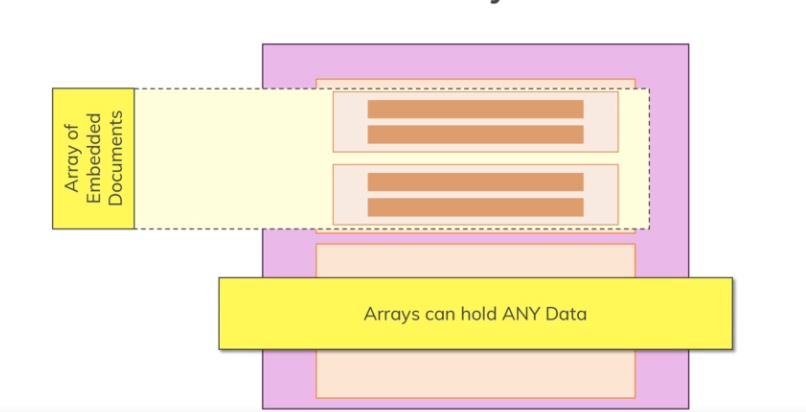 Array of
Embedded
Documents
Arrays can hold ANY Data